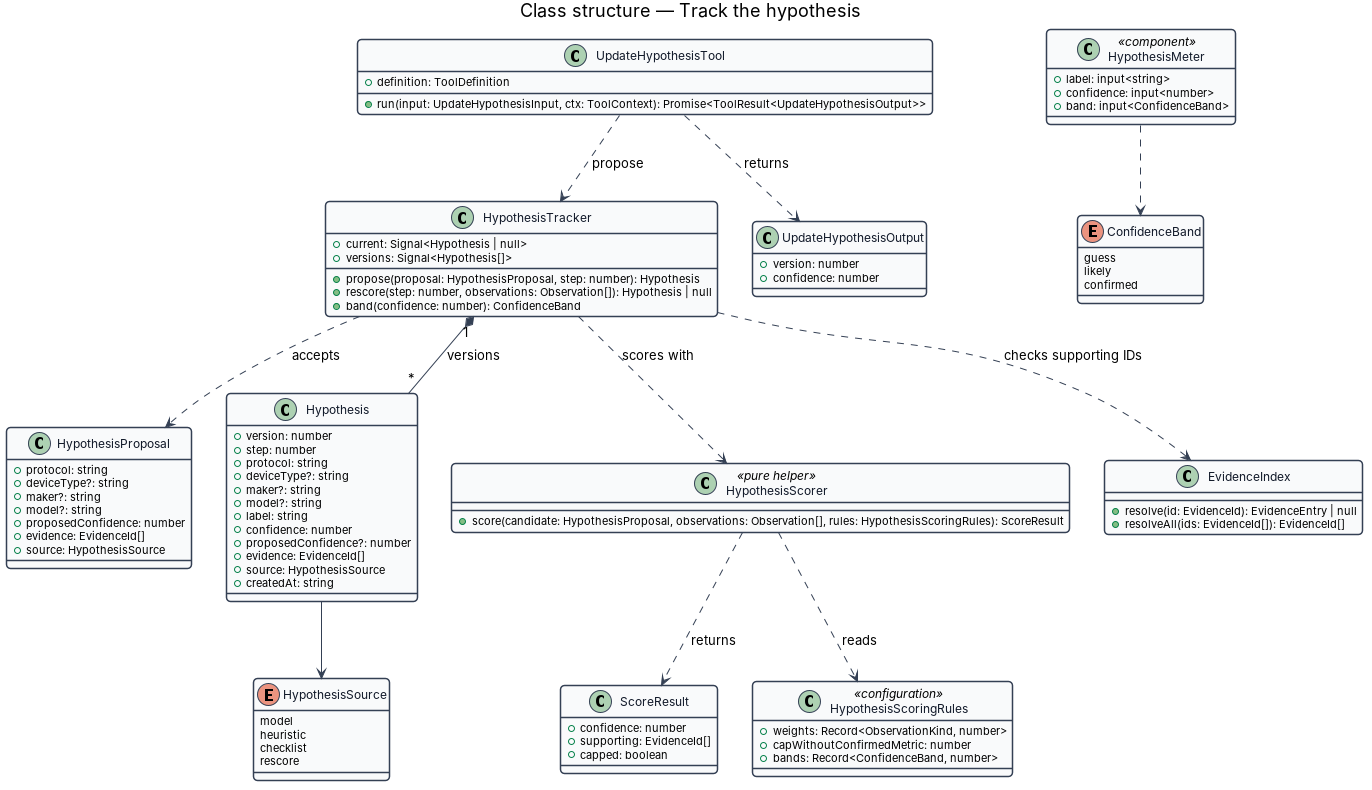 Class structure — Track the hypothesis
C UpdateHypothesisTool
definition: ToolDefinition
run(input: UpdateHypothesisInput, ctx: ToolContext): Promise<ToolResult<UpdateHypothesisOutput>>
C «component»
HypothesisMeter
label: input<string>
confidence: input<number>
band: input<ConfidenceBand>
propose
returns
C HypothesisTracker
current: Signal<Hypothesis | null>
versions: Signal<Hypothesis[]>
propose(proposal: HypothesisProposal, step: number): Hypothesis
rescore(step: number, observations: Observation[]): Hypothesis | null
band(confidence: number): ConfidenceBand
C UpdateHypothesisOutput
version: number
confidence: number
E ConfidenceBand
guess
likely
confirmed
accepts
1
versions
*
scores with
checks supporting IDs
C HypothesisProposal
protocol: string
deviceType?: string
maker?: string
model?: string
proposedConfidence: number
evidence: EvidenceId[]
source: HypothesisSource
C Hypothesis
version: number
step: number
protocol: string
deviceType?: string
maker?: string
model?: string
label: string
confidence: number
proposedConfidence?: number
evidence: EvidenceId[]
source: HypothesisSource
createdAt: string
C «pure helper»
HypothesisScorer
score(candidate: HypothesisProposal, observations: Observation[], rules: HypothesisScoringRules): ScoreResult
C EvidenceIndex
resolve(id: EvidenceId): EvidenceEntry | null
resolveAll(ids: EvidenceId[]): EvidenceId[]
returns
reads
E HypothesisSource
model
heuristic
checklist
rescore
C ScoreResult
confidence: number
supporting: EvidenceId[]
capped: boolean
C «configuration»
HypothesisScoringRules
weights: Record<ObservationKind, number>
capWithoutConfirmedMetric: number
bands: Record<ConfidenceBand, number>